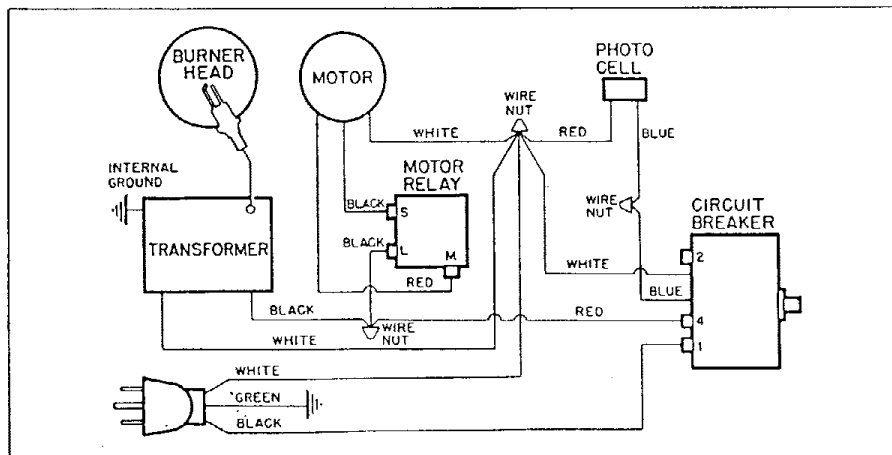 BURNER
HEAD
MOTOR
PHOTO
CELL
WIRE
NUT
WHITE
RED
BLUE
INTERNAL
GROUND
MOTOR
RELAY
BLACK
S
WIRE
NUT
CIRCUIT
BREAKER
TRANSFORMER
BLACK
L
M
2
WHITE
RED
BLUE
BLACK
RED
4
WIRE
NUT
WHITE
1
WHITE
GREEN
BLACK